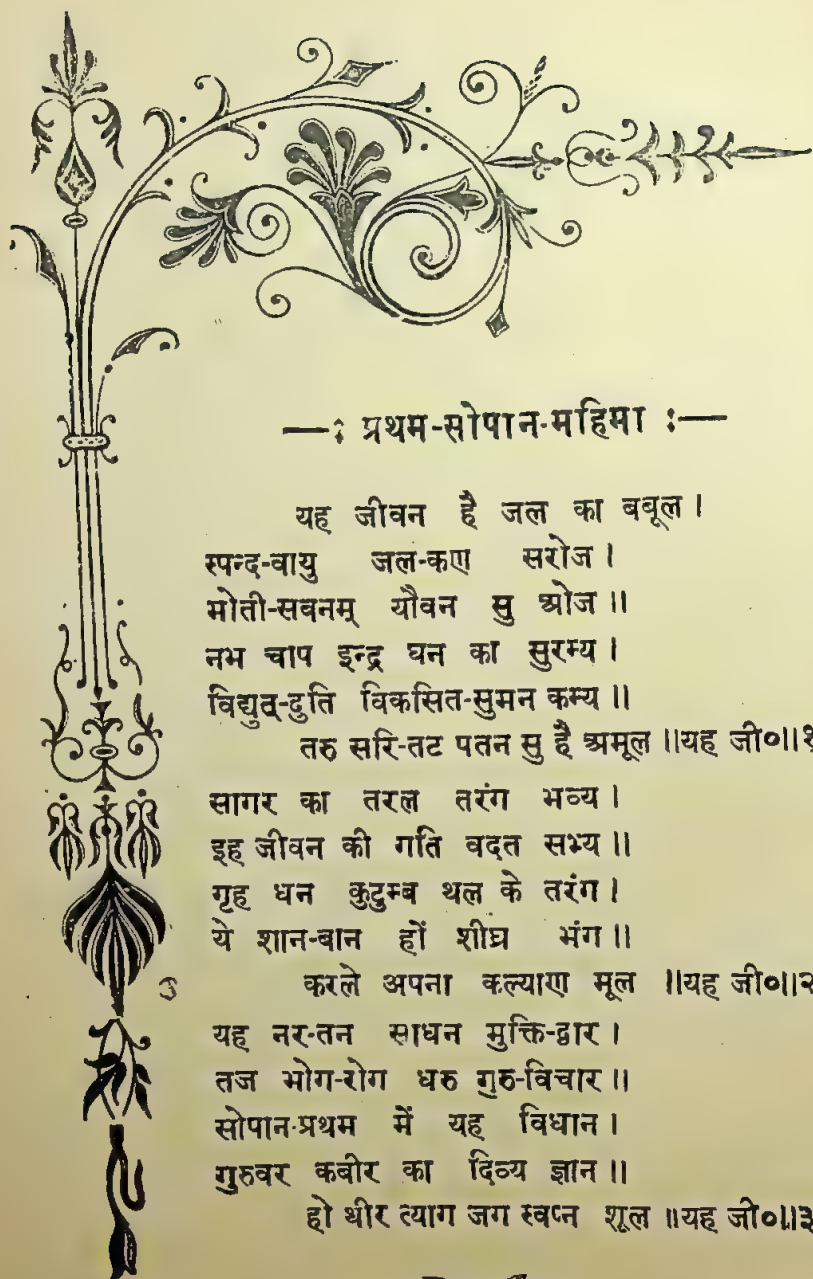 —: प्रथम-सोपान-महिमा :—
यह जीवन है जल का बबूल ।
स्पन्द-वायु जल-कण सरोज ।
मोती-सवनम् यौवन सु ओज ॥
नभ चाप इन्द्र घन का सुरम्य ।
विद्युत्-दुति विकसित-सुमन कम्य ॥
तरु सरि-तट पतन सु है अमूल ॥यह जी०॥१
सागर का तरल तरंग भव्य ।
इह जीवन की गति वदत सभ्य ॥
गृह धन कुटुम्ब थल के तरंग ।
ये शान-बान हों शीघ्र भंग ॥
करले अपना कल्याण मूल ॥यह जी०॥२
यह नर-तन साधन मुक्ति-द्वार ।
तज भोग-रोग धरु गुरु-विचार ॥
सोपान-प्रथम में यह विधान ।
गुरुवर कबीर का दिव्य ज्ञान ॥
हो धीर त्याग जग स्वप्न शूल ॥यह जी०॥३